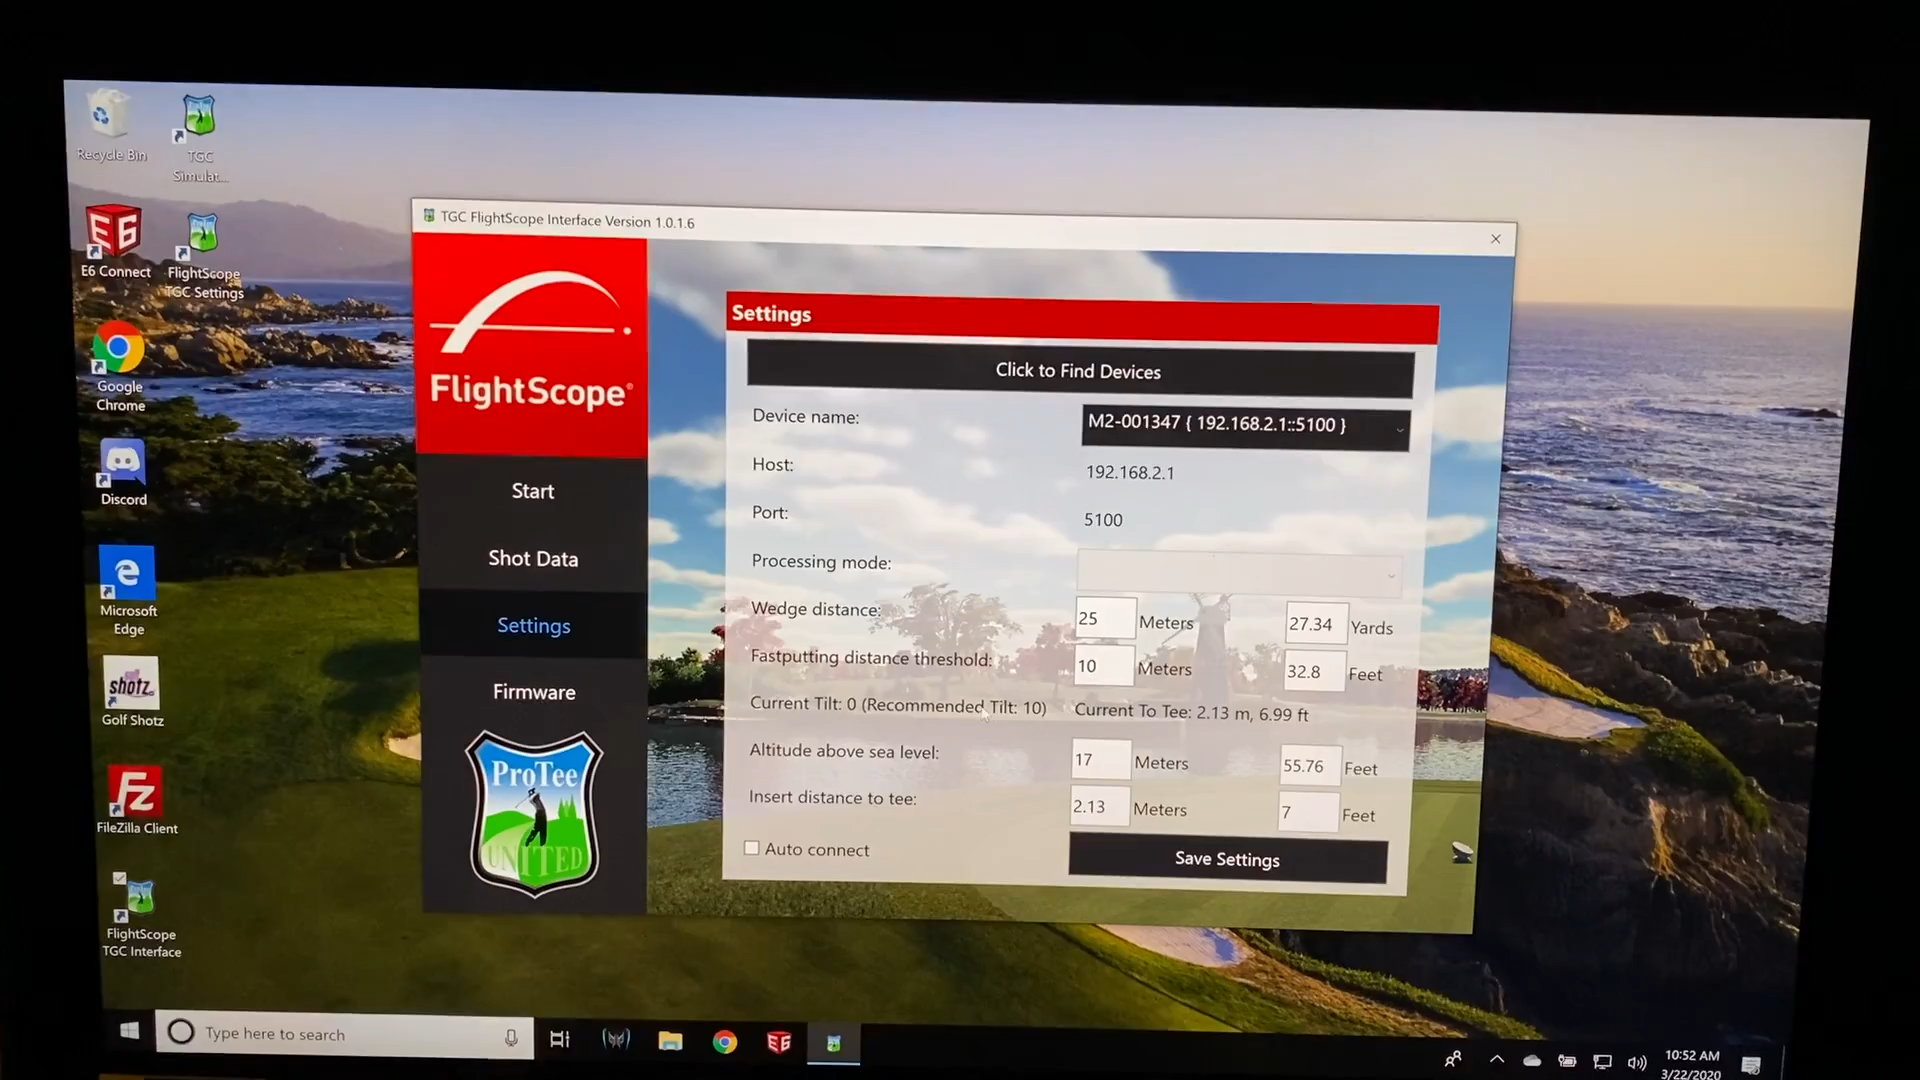 Recycle Bin
TGC
Simulat...
E6
E6 Connect
FlightScope
TGC Settings
Google
Chrome
Discord
Microsoft
Edge
shotz
Golf Shotz
FileZilla Client
FlightScope
TGC Interface
TGC FlightScope Interface Version 1.0.1.6
FlightScope®
Start
Shot Data
Settings
Firmware
ProTee
UNITED
Settings
Click to Find Devices
Device name:
M2-001347 { 192.168.2.1::5100 }
Host:
192.168.2.1
Port:
5100
Processing mode:
Wedge distance:
25 Meters
27.34 Yards
Fastputting distance threshold:
10 Meters
32.8 Feet
Current Tilt: 0 (Recommended Tilt: 10)
Current To Tee: 2.13 m, 6.99 ft
Altitude above sea level:
17 Meters
55.76 Feet
Insert distance to tee:
2.13 Meters
7 Feet
Auto connect
Save Settings
Type here to search
E6
10:52 AM
3/22/2020